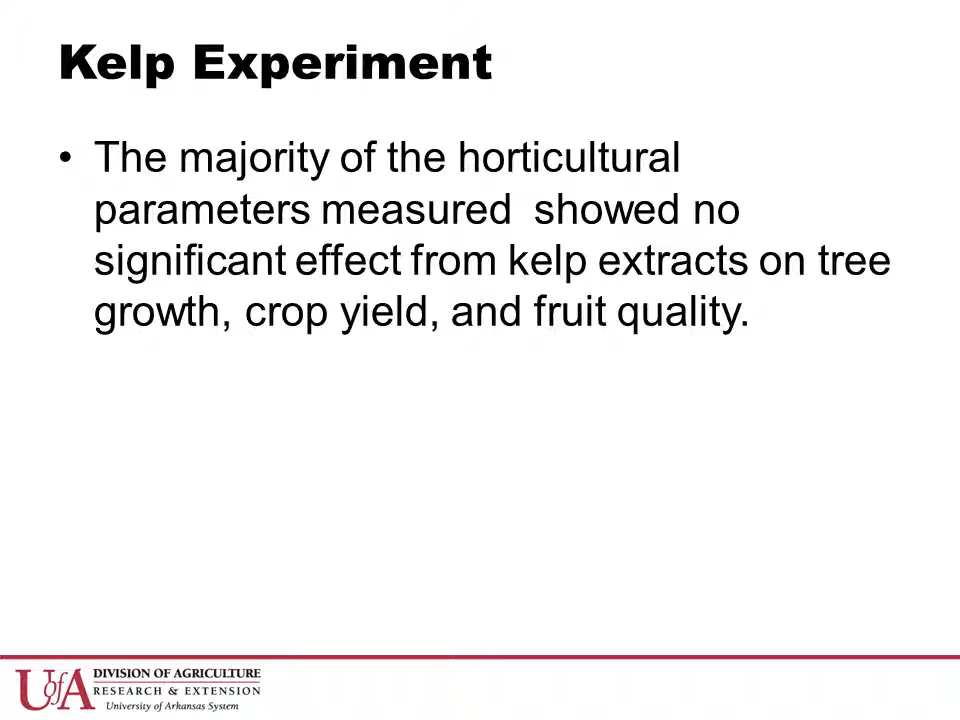 Kelp Experiment
• The majority of the horticultural
parameters measured  showed no
significant effect from kelp extracts on tree
growth, crop yield, and fruit quality.
UofA
DIVISION OF AGRICULTURE
RESEARCH & EXTENSION
University of Arkansas System